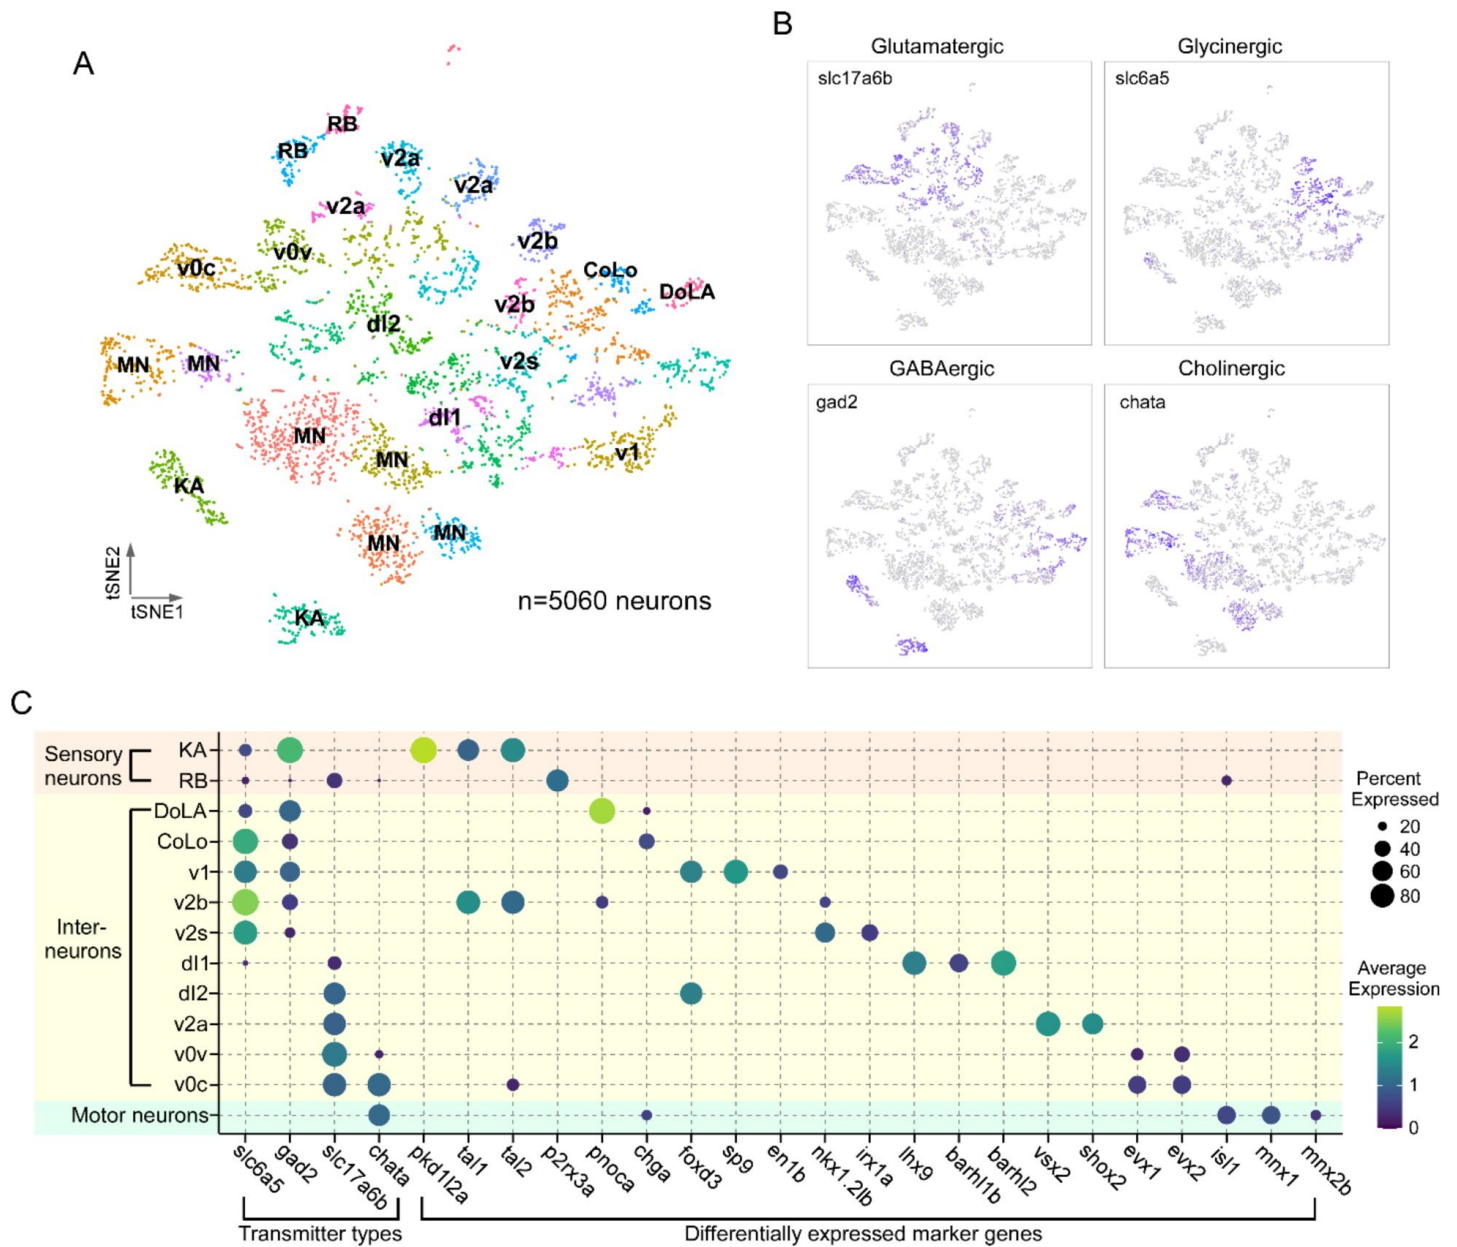 A
RB
RB
v2a
v2a
v2a
v2b
v0v
v0c
CoLo
DoLA
v2b
dI2
v2s
MN
MN
dI1
MN
MN
v1
KA
MN
MN
KA
tSNE2
tSNE1
n=5060 neurons
B
Glutamatergic
slc17a6b
Glycinergic
slc6a5
GABAergic
gad2
Cholinergic
chata
C
Sensory
neurons
KA
RB
Inter-
neurons
DoLA
CoLo
v1
v2b
v2s
dI1
dI2
v2a
v0v
v0c
Motor neurons
slc6a5
gad2
slc17a6b
chata
pkd1l2a
tal1
tal2
p2rx3a
pnoca
chga
foxd3
sp9
en1b
nkx1.2lb
irx1a
lhx9
barhl1b
barhl2
vsx2
shox2
evx1
evx2
isl1
mnx1
mnx2b
Transmitter types
Differentially expressed marker genes
Percent
Expressed
20
40
60
80
Average
Expression
2
1
0